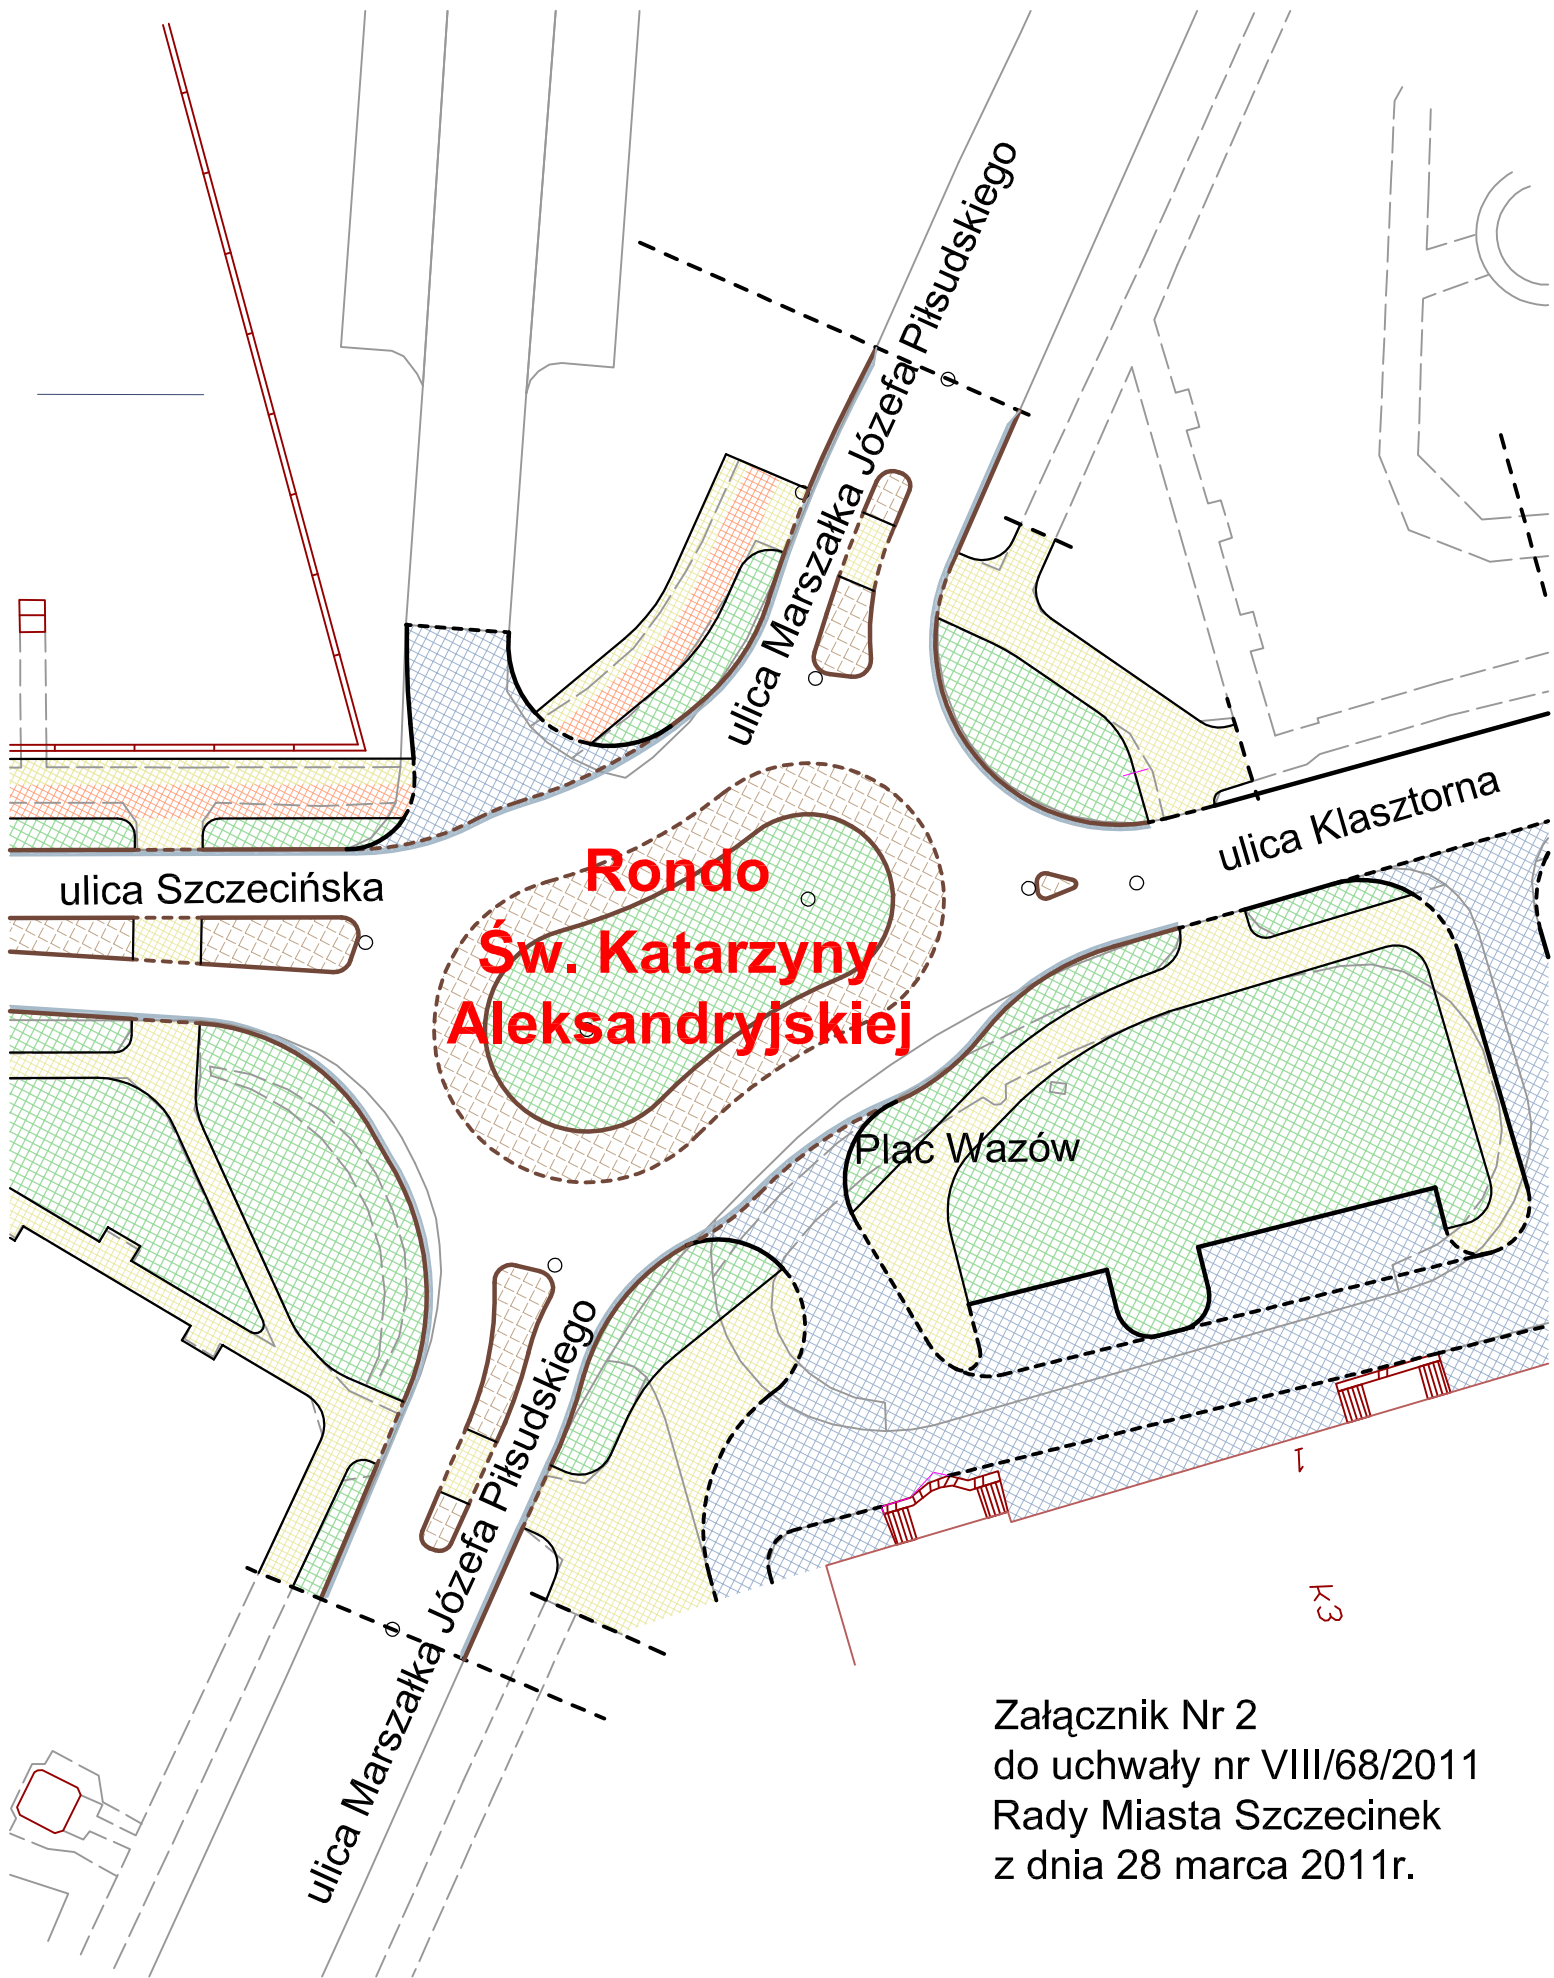 ulica Marszałka Józefa Piłsudskiego
ulica Klasztorna
ulica Szczecińska
Rondo
Św. Katarzyny
Aleksandryjskiej
Plac Wazów
ulica Marszałka Józefa Piłsudskiego
1
k3
Załącznik Nr 2
do uchwały nr VIII/68/2011
Rady Miasta Szczecinek
z dnia 28 marca 2011r.